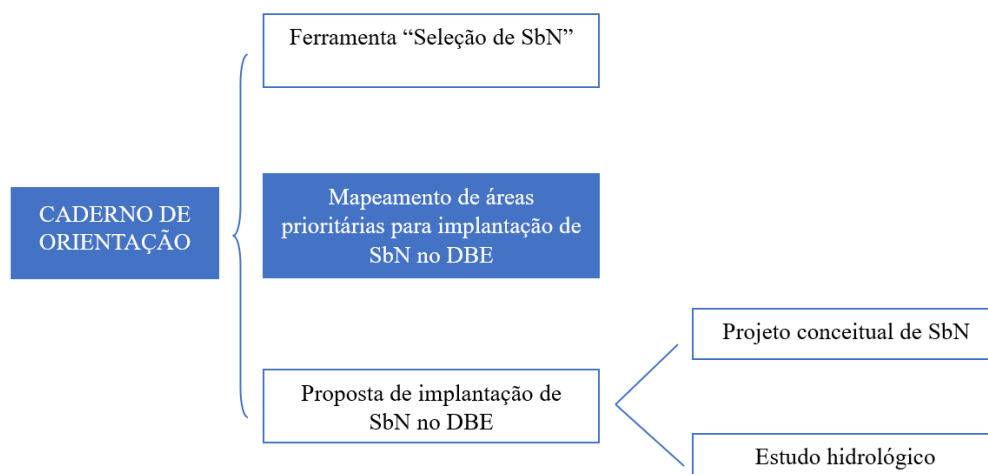 Ferramenta “Seleção de SbN”
CADERNO DE
ORIENTAÇÃO
Mapeamento de áreas
prioritárias para implantação de
SbN no DBE
Proposta de implantação de
SbN no DBE
Projeto conceitual de SbN
Estudo hidrológico